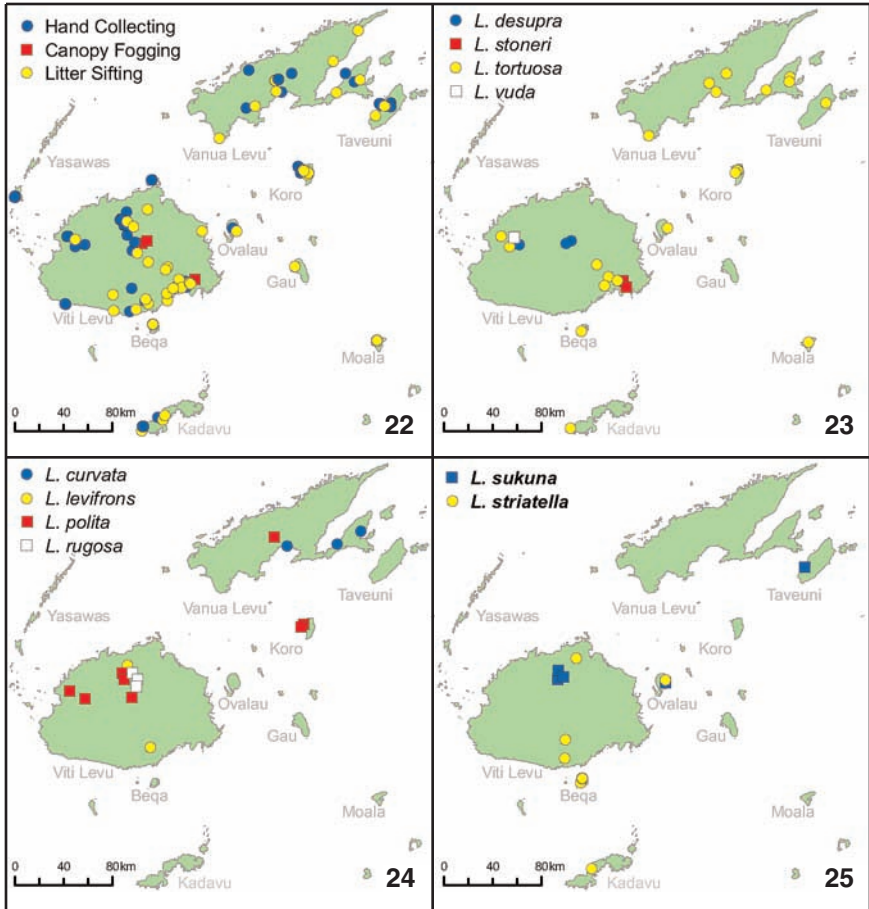 Hand Collecting
Canopy Fogging
Litter Sifting
Yasawas
Vanua Levu
Taveuni
Koro
Ovalau
Gau
Viti Levu
Beqa
Moala
Kadavu
0 40 80km
22
L. desupra
L. stoneri
L. tortuosa
L. vuda
Yasawas
Vanua Levu
Taveuni
Koro
Ovalau
Gau
Viti Levu
Beqa
Moala
Kadavu
0 40 80km
23
L. curvata
L. levifrons
L. polita
L. rugosa
Yasawas
Vanua Levu
Taveuni
Koro
Ovalau
Gau
Viti Levu
Beqa
Moala
Kadavu
0 40 80km
24
L. sukuna
L. striatella
Yasawas
Vanua Levu
Taveuni
Koro
Ovalau
Gau
Viti Levu
Beqa
Moala
Kadavu
0 40 80km
25